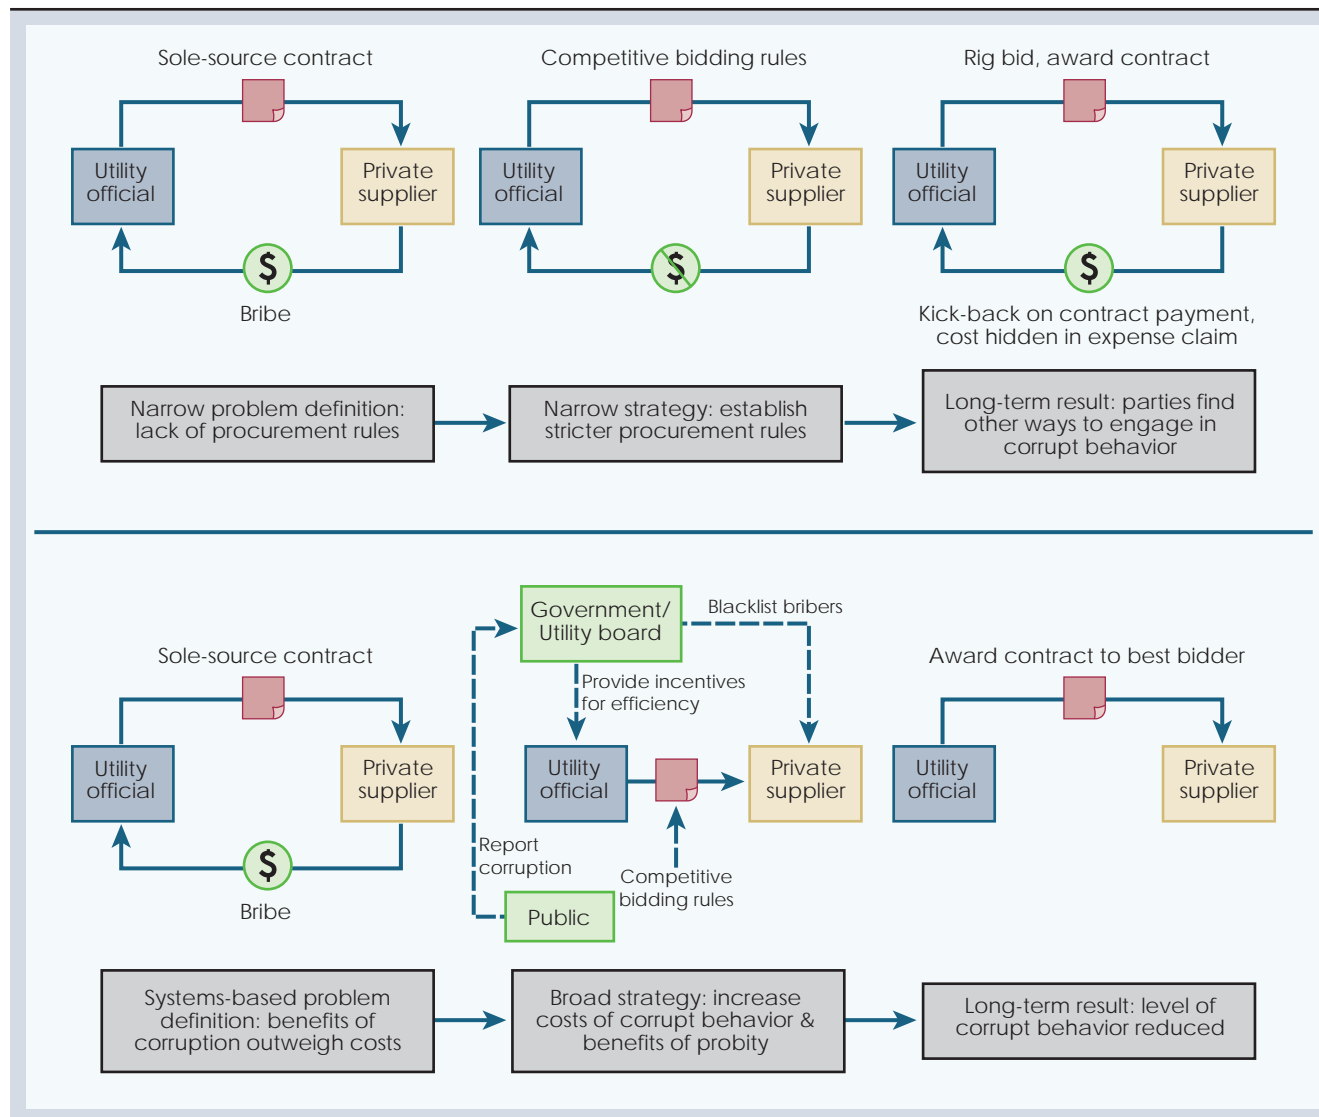 Sole-source contract
Utility
official
Private
supplier
$
Bribe
Competitive bidding rules
Utility
official
Private
supplier
$
Rig bid, award contract
Utility
official
Private
supplier
$
Kick-back on contract payment,
cost hidden in expense claim
Narrow problem definition:
lack of procurement rules
Narrow strategy: establish
stricter procurement rules
Long-term result: parties find
other ways to engage in
corrupt behavior
Sole-source contract
Utility
official
Private
supplier
$
Bribe
Government/
Utility board
Blacklist bribers
Provide incentives
for efficiency
Utility
official
Private
supplier
Report
corruption
Competitive
bidding rules
Public
Award contract to best bidder
Utility
official
Private
supplier
Systems-based problem
definition: benefits of
corruption outweigh costs
Broad strategy: increase
costs of corrupt behavior &
benefits of probity
Long-term result: level of
corrupt behavior reduced